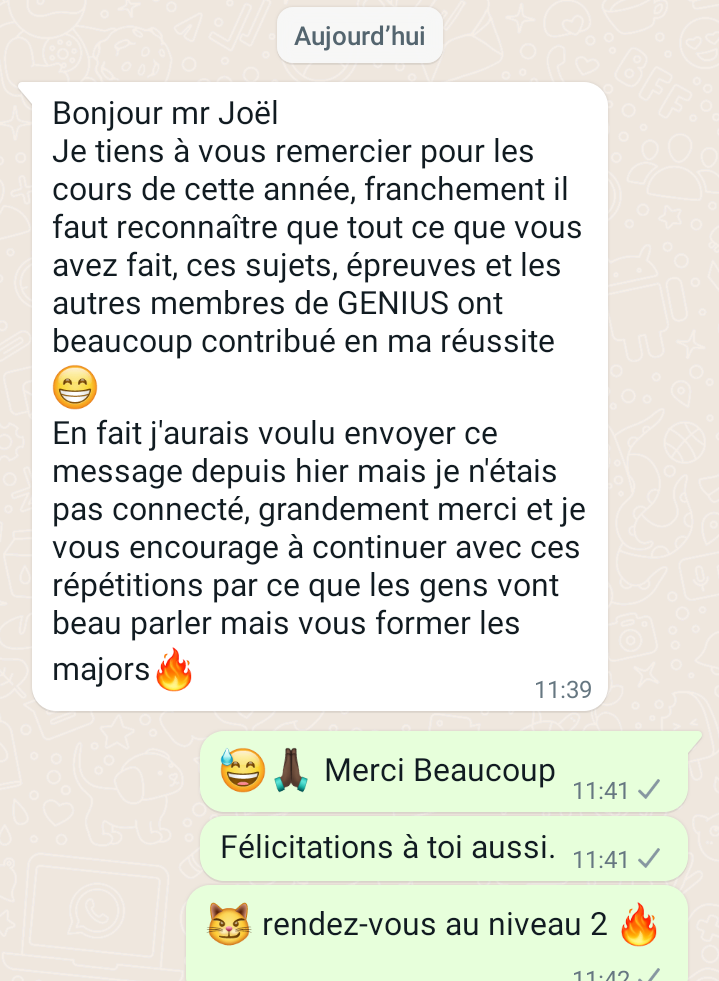 Aujourd’hui
Bonjour mr Joël
Je tiens à vous remercier pour les
cours de cette année, franchement il
faut reconnaître que tout ce que vous
avez fait, ces sujets, épreuves et les
autres membres de GENIUS ont
beaucoup contribué en ma réussite
😁
En fait j'aurais voulu envoyer ce
message depuis hier mais je n'étais
pas connecté, grandement merci et je
vous encourage à continuer avec ces
répétitions par ce que les gens vont
beau parler mais vous former les
majors🔥
11:39
😅🙏🏿 Merci Beaucoup 11:41
Félicitations à toi aussi. 11:41
😼 rendez-vous au niveau 2 🔥
11:42